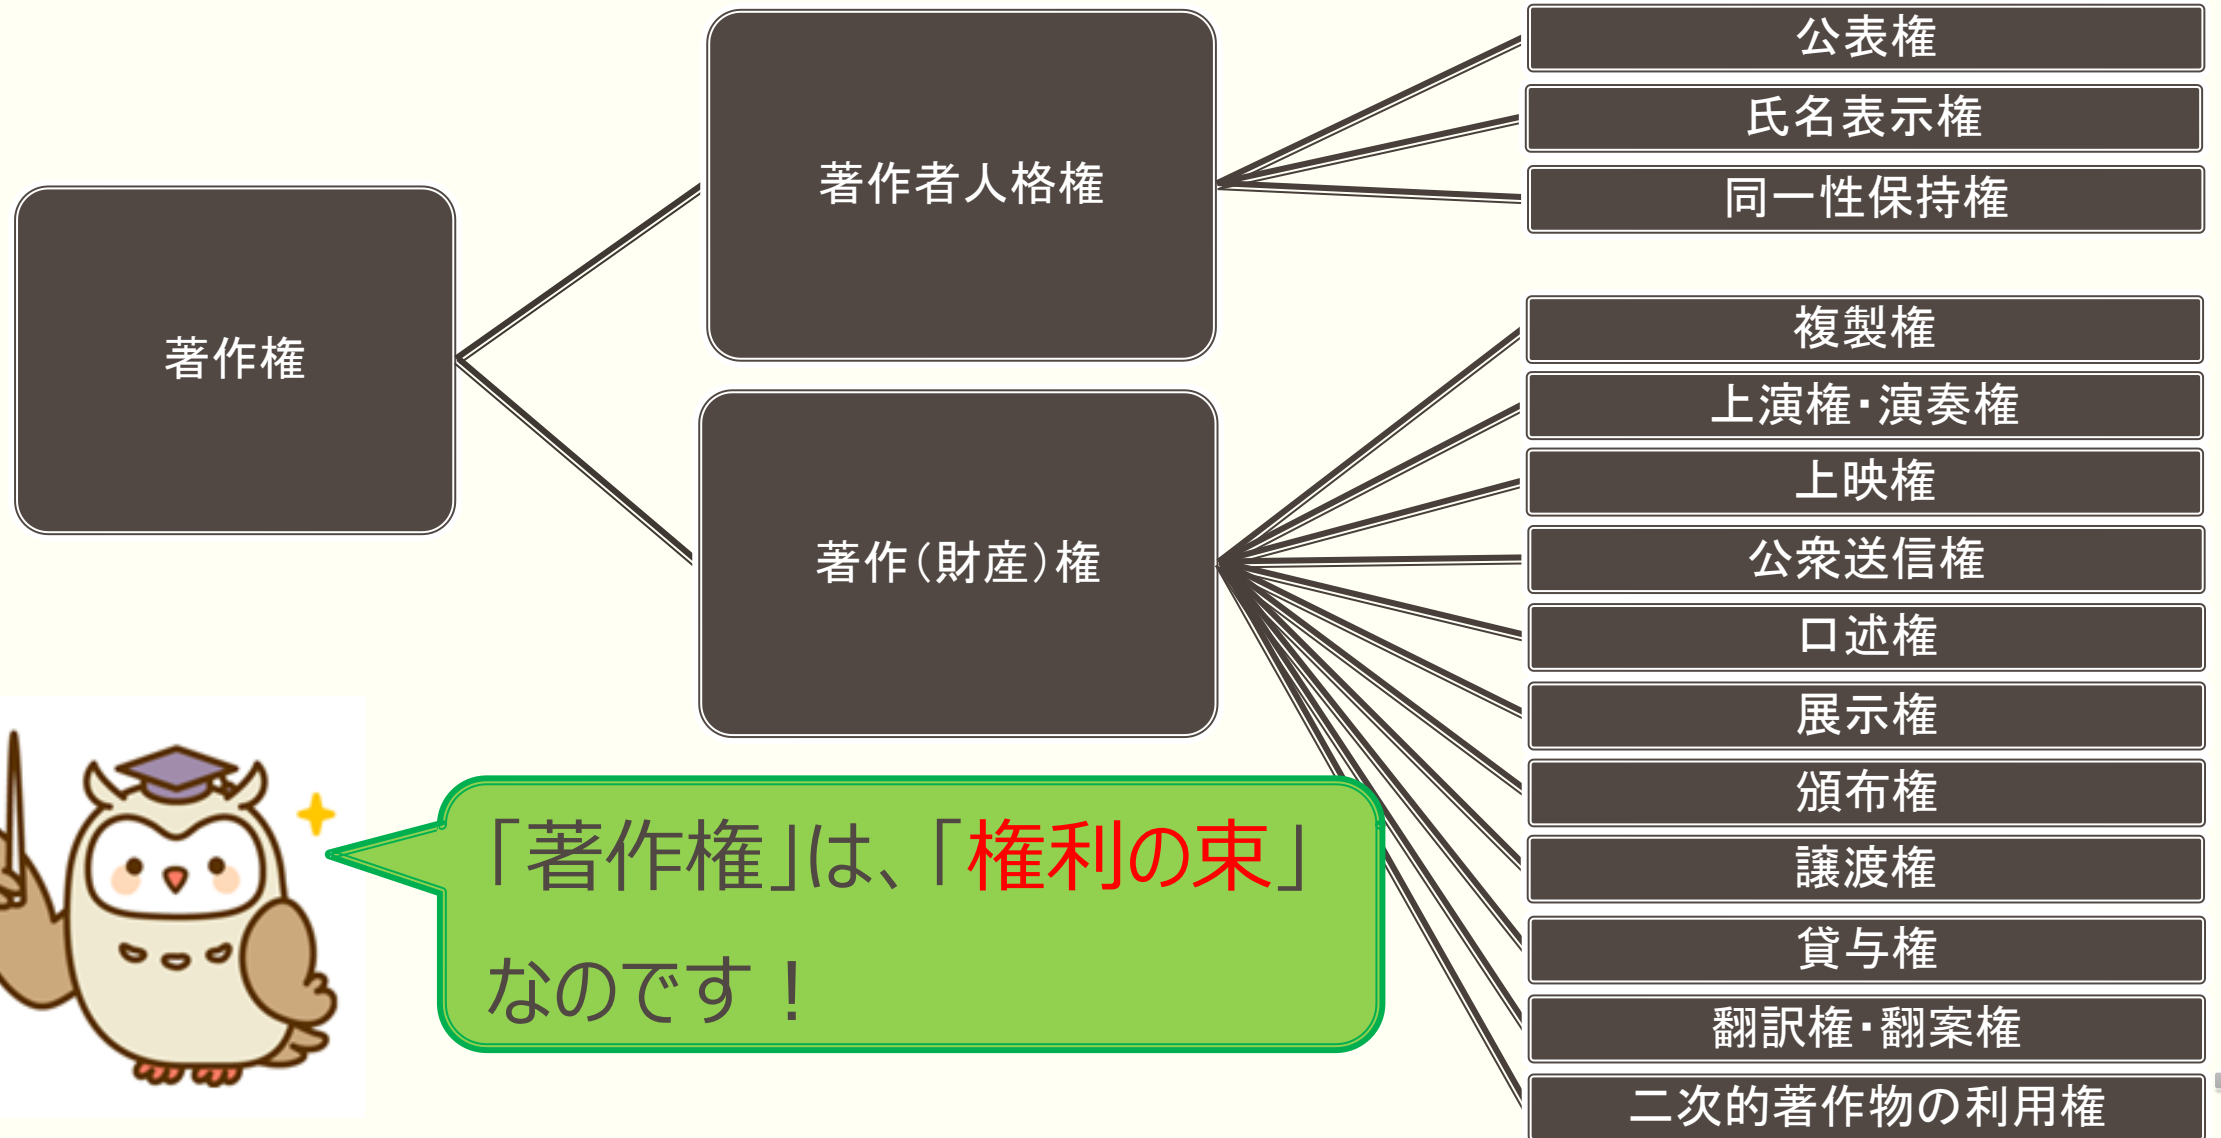 著作権
著作者人格権
公表権
氏名表示権
同一性保持権
著作(財産)権
複製権
上演権・演奏権
上映権
公衆送信権
口述権
展示権
頒布権
譲渡権
貸与権
翻訳権・翻案権
二次的著作物の利用権
「著作権」は、「権利の束」
なのです！